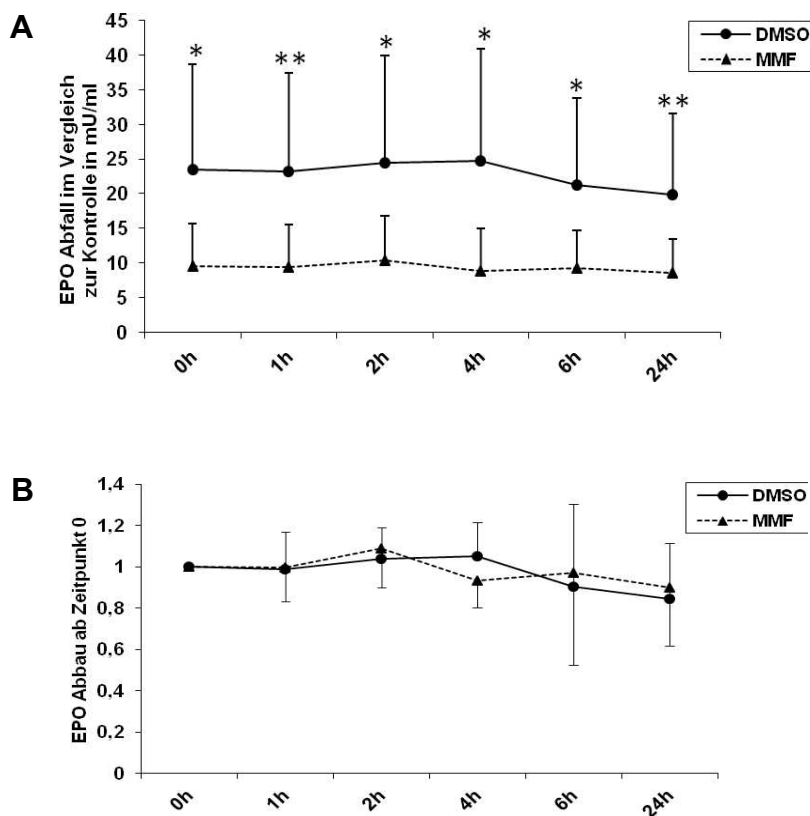 A
EPO Abfall im Vergleich
zur Kontrolle in mU/ml
45
40
35
30
25
20
15
10
5
0
* ** * * * **
DMSO
MMF
0h 1h 2h 4h 6h 24h
B
EPO Abbau ab Zeitpunkt 0
1,4
1,2
1
0,8
0,6
0,4
0,2
0
DMSO
MMF
0h 1h 2h 4h 6h 24h